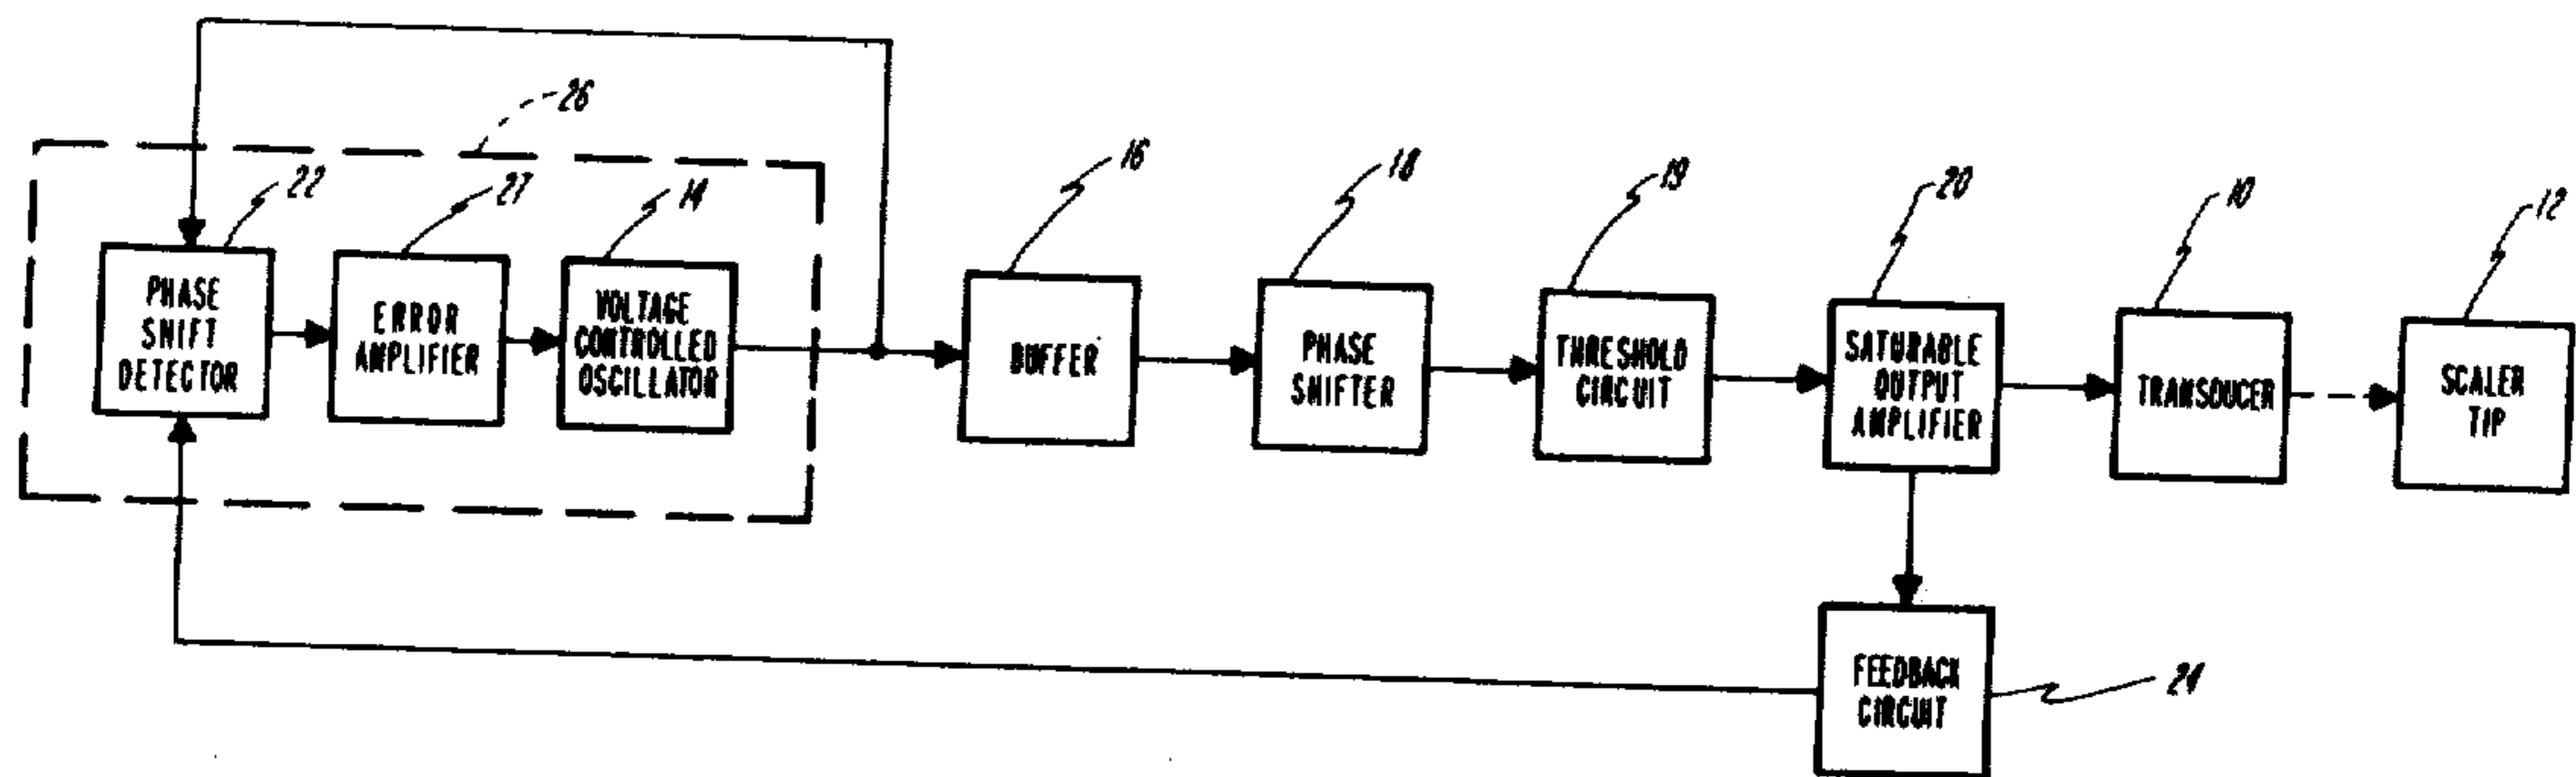 26
22
27
14
16
18
19
20
10
12
PHASE
SHIFT
DETECTOR
ERROR
AMPLIFIER
VOLTAGE
CONTROLLED
OSCILLATOR
BUFFER
PHASE
SHIFTER
THRESHOLD
CIRCUIT
SATURABLE
OUTPUT
AMPLIFIER
TRANSDUCER
SCALER
TIP
FEEDBACK
CIRCUIT
24